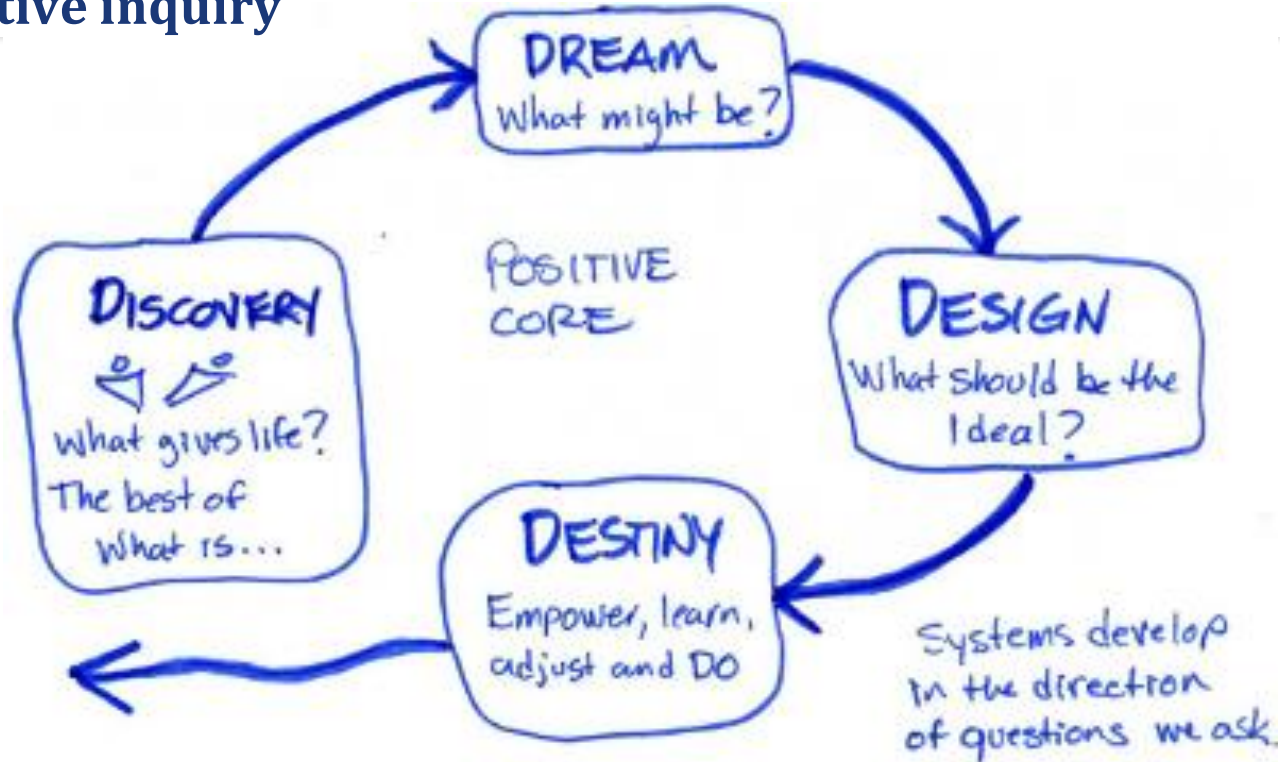 tive inquiry
DREAM
What might be?
DISCOVERY
What gives life?
The best of
What is...
POSITIVE
CORE
DESIGN
What should be the
Ideal?
DESTINY
Empower, learn,
adjust and DO
Systems develop
in the direction
of questions we ask.